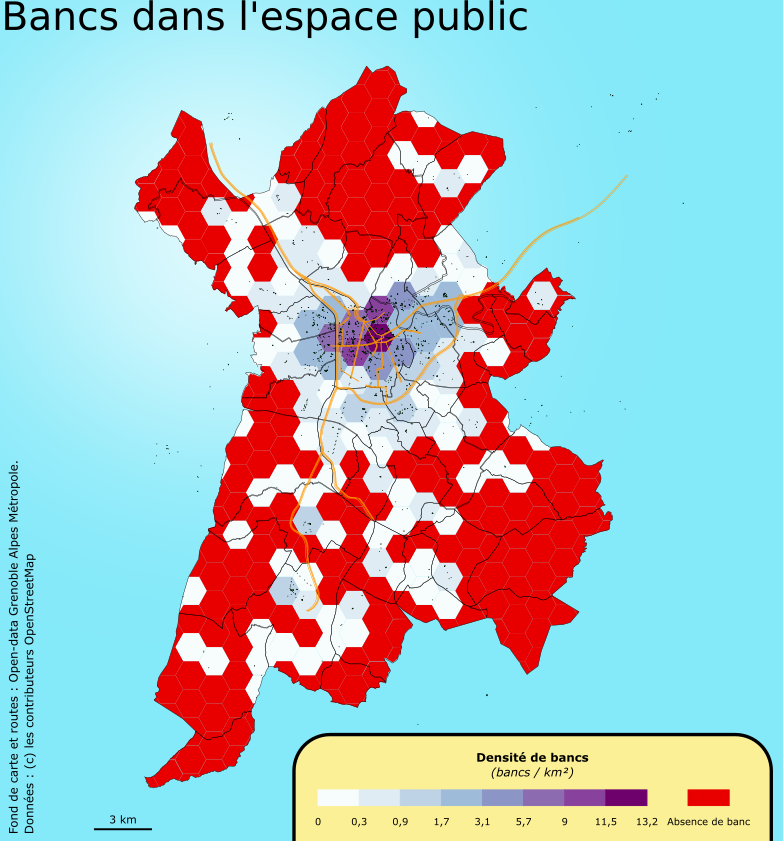 Bancs dans l'espace public
Fond de carte et routes : Open-data Grenoble Alpes Métropole.
Données : (c) les contributeurs OpenStreetMap
3 km
Densité de bancs
(bancs / km²)
0 0,3 0,9 1,7 3,1 5,7 9 11,5 13,2 Absence de banc